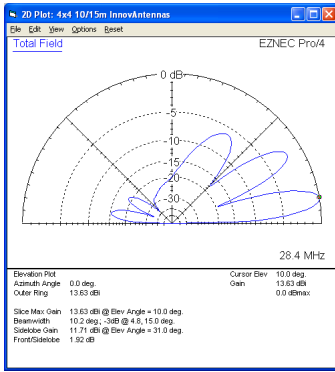 2D Plot: 4x4 10/15m InnovAntennas
File Edit View Options Reset
Total Field EZNEC Pro/4
0 dB
-5
-10
-15
-20
-30
28.4 MHz
Elevation Plot Cursor Elev 10.0 deg.
Azimuth Angle 0.0 deg. Gain 13.63 dBi
Outer Ring 13.63 dBi 0.0 dBmax
Slice Max Gain 13.63 dBi @ Elev Angle = 10.0 deg.
Beamwidth 10.2 deg.; -3dB @ 4.8, 15.0 deg.
Sidelobe Gain 11.71 dBi @ Elev Angle = 31.0 deg.
Front/Sidelobe 1.92 dB